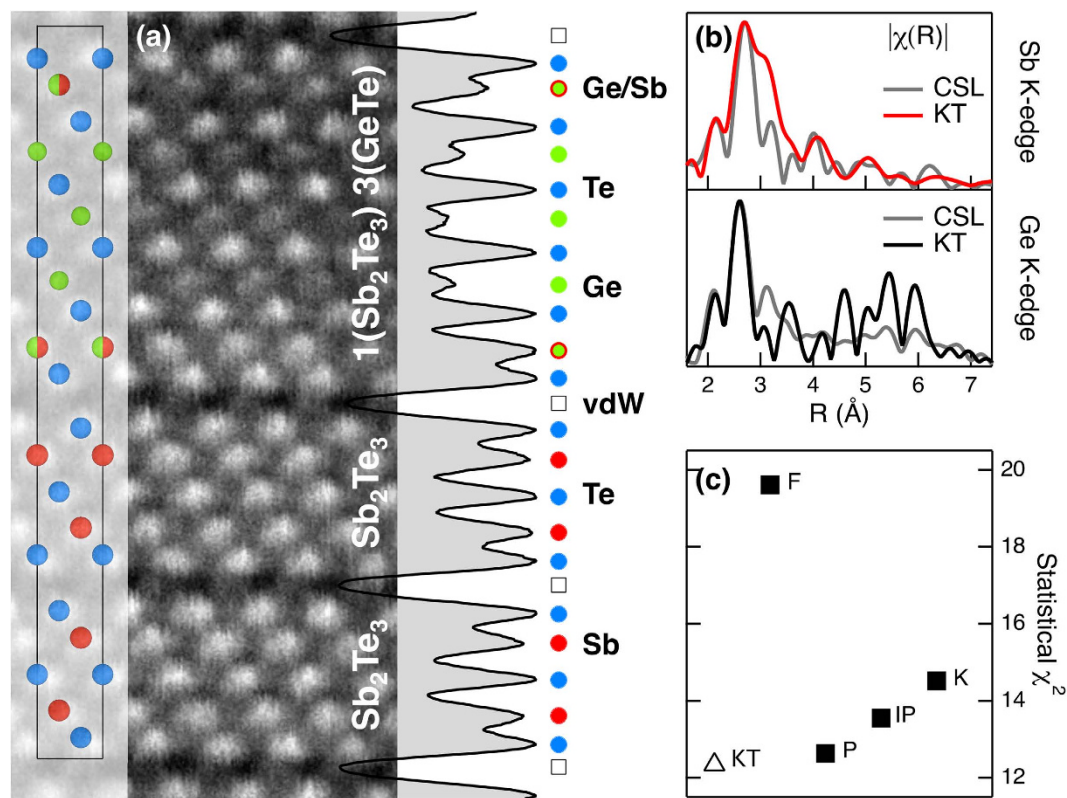 (a)
1(Sb₂Te₃) 3(GeTe)
Sb₂Te₃
Sb₂Te₃
Ge/Sb
Te
Ge
vdW
Te
Sb
(b)
|χ(R)|
CSL
KT
Sb K-edge
CSL
KT
Ge K-edge
2 3 4 5 6 7
R (Å)
(c)
F
K
IP
P
KT
20
18
16
14
12
Statistical χ²